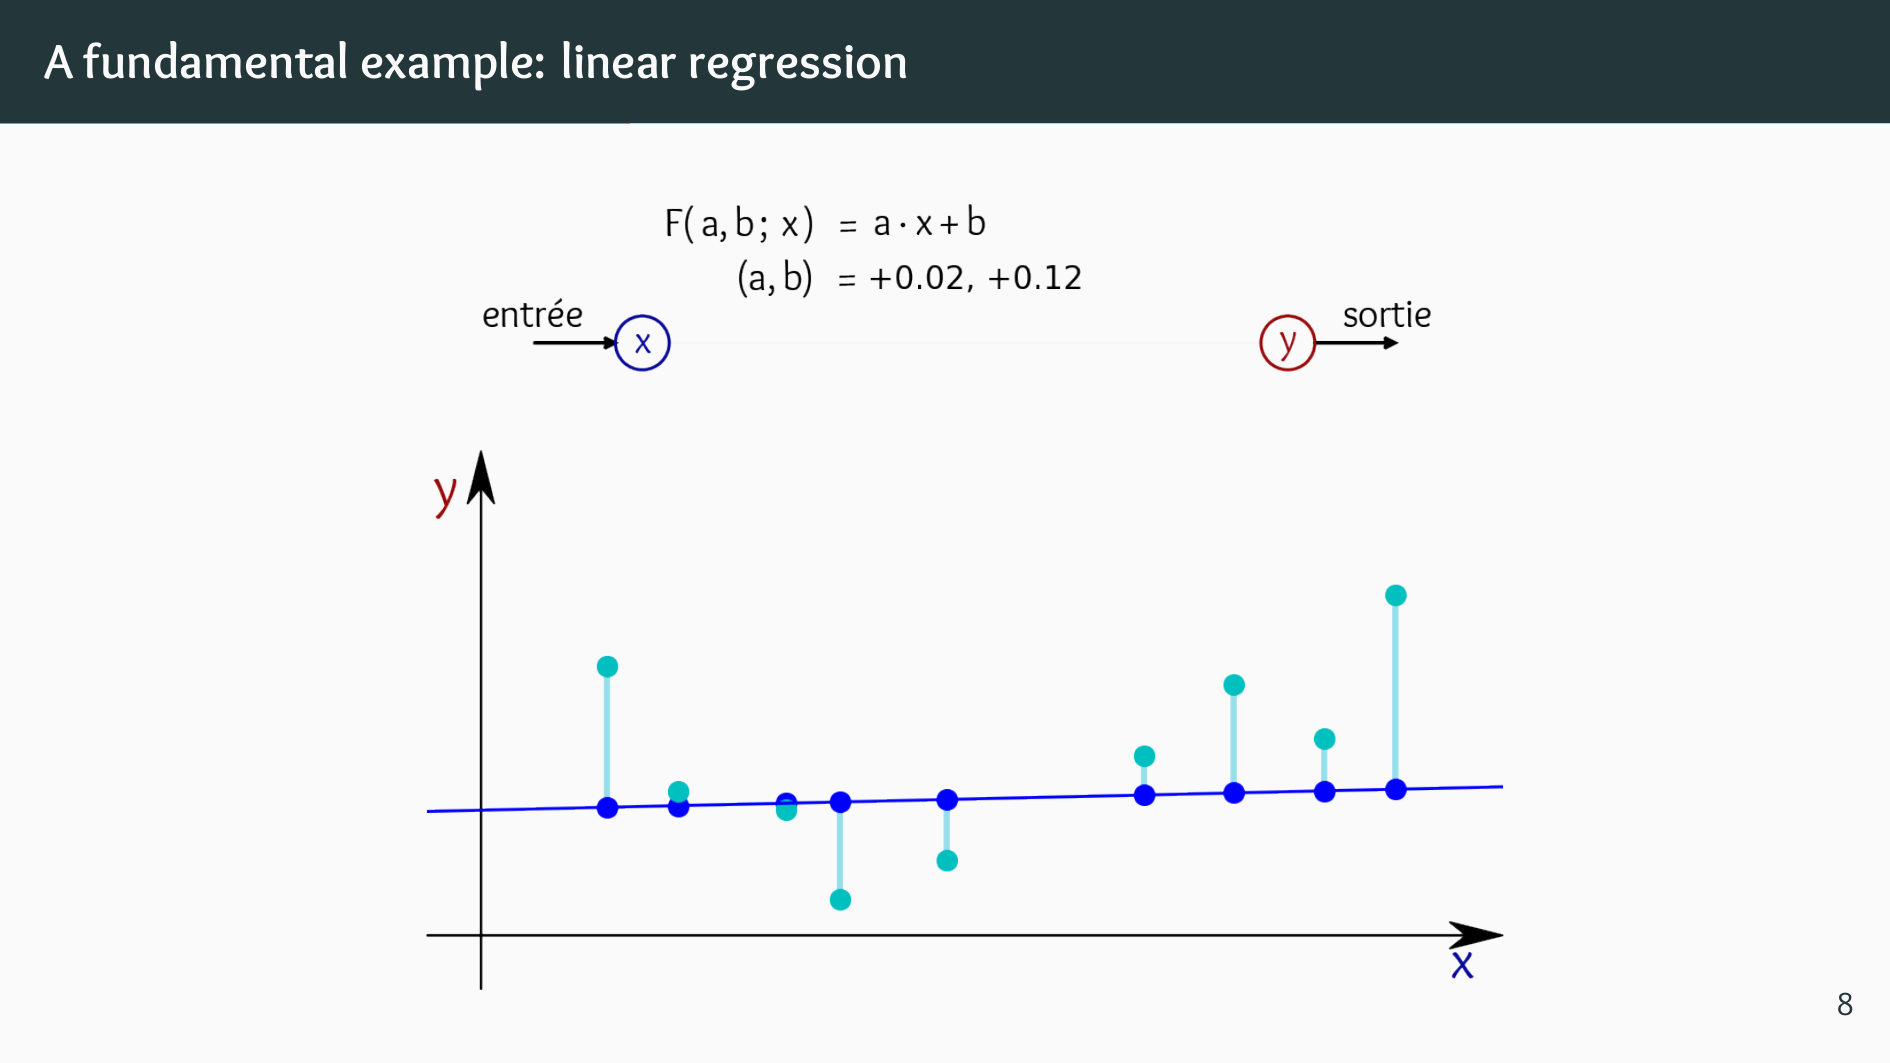 A fundamental example: linear regression
F( a, b ; x ) = a · x + b
(a, b) = +0.02, +0.12
entrée
sortie
x
y
y
x
8